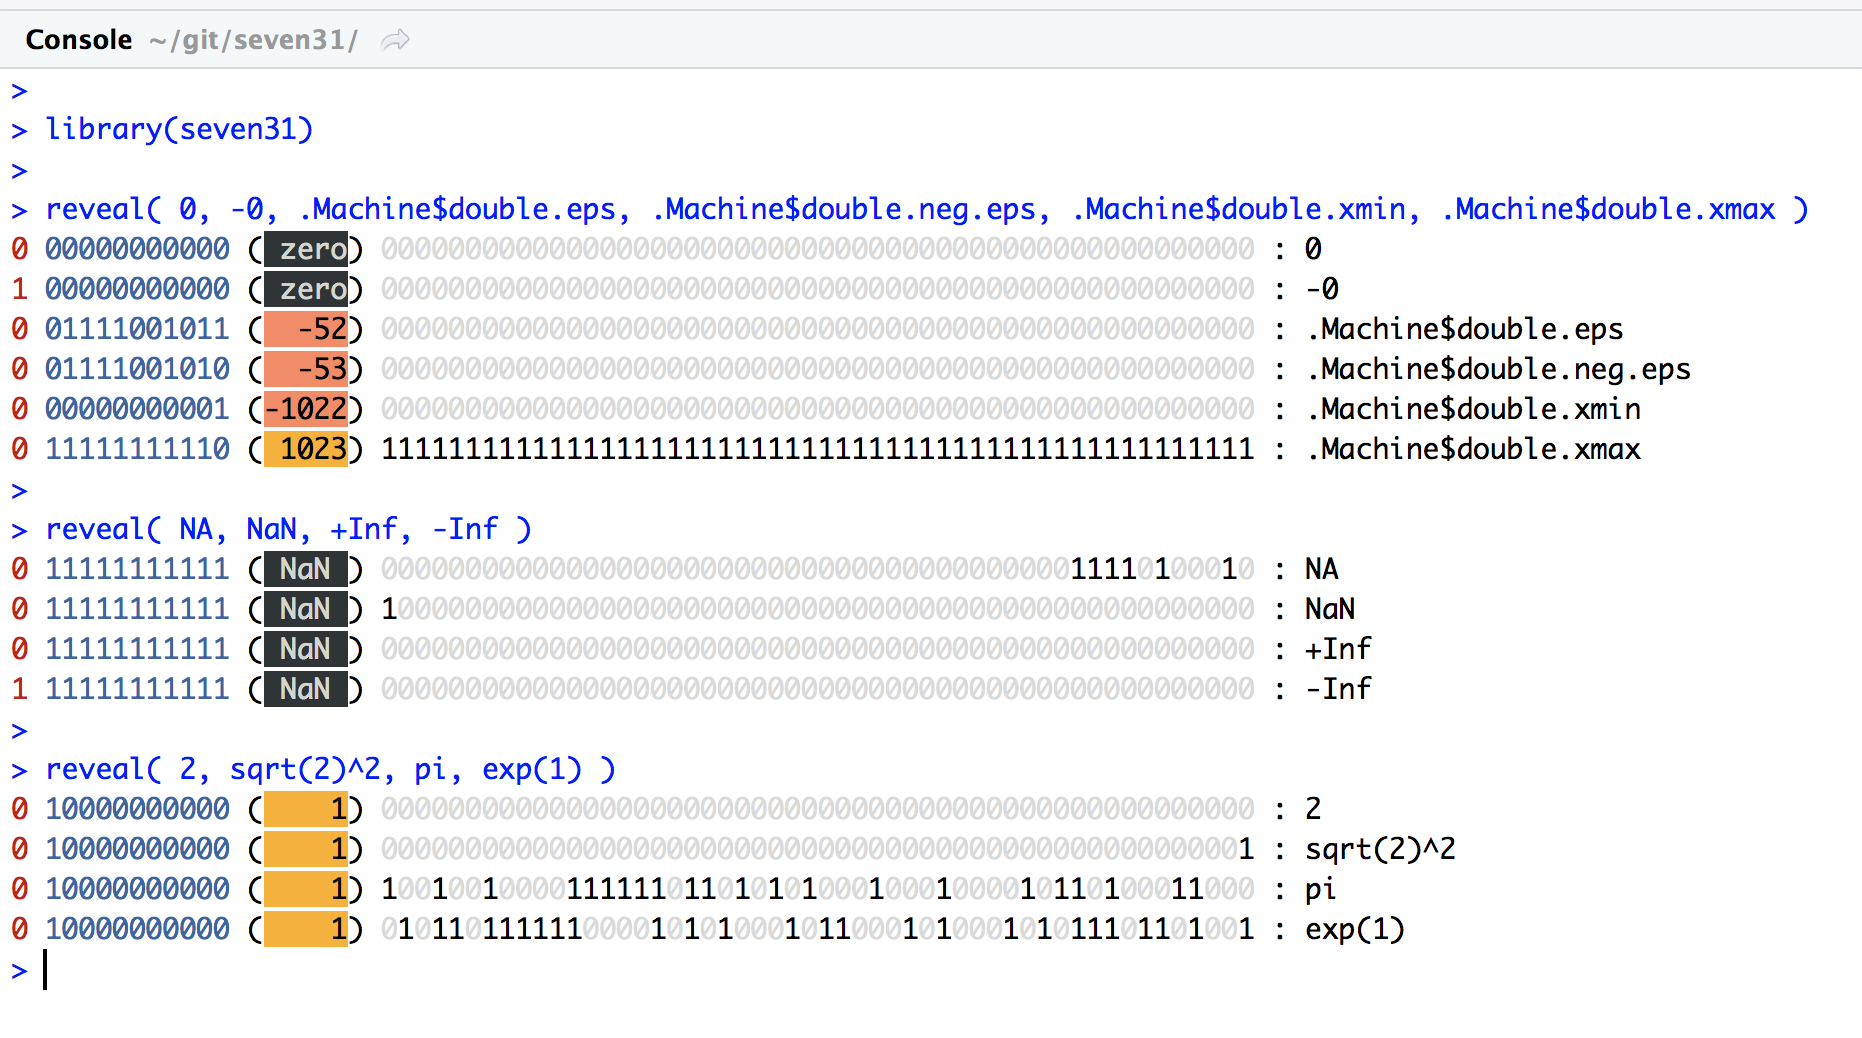 Console ~/git/seven31/
>
> library(seven31)
>
> reveal( 0, -0, .Machine$double.eps, .Machine$double.neg.eps, .Machine$double.xmin, .Machine$double.xmax )
0 00000000000 ( zero) 0000000000000000000000000000000000000000000000000000 : 0
1 00000000000 ( zero) 0000000000000000000000000000000000000000000000000000 : -0
0 01111001011 (  -52) 0000000000000000000000000000000000000000000000000000 : .Machine$double.eps
0 01111001010 (  -53) 0000000000000000000000000000000000000000000000000000 : .Machine$double.neg.eps
0 00000000001 (-1022) 0000000000000000000000000000000000000000000000000000 : .Machine$double.xmin
0 11111111110 ( 1023) 1111111111111111111111111111111111111111111111111111 : .Machine$double.xmax
>
> reveal( NA, NaN, +Inf, -Inf )
0 11111111111 ( NaN ) 0000000000000000000000000000000000000000011110100010 : NA
0 11111111111 ( NaN ) 1000000000000000000000000000000000000000000000000000 : NaN
0 11111111111 ( NaN ) 0000000000000000000000000000000000000000000000000000 : +Inf
1 11111111111 ( NaN ) 0000000000000000000000000000000000000000000000000000 : -Inf
>
> reveal( 2, sqrt(2)^2, pi, exp(1) )
0 10000000000 (    1) 0000000000000000000000000000000000000000000000000000 : 2
0 10000000000 (    1) 0000000000000000000000000000000000000000000000000001 : sqrt(2)^2
0 10000000000 (    1) 1001001000011111101101010100010001000010110100011000 : pi
0 10000000000 (    1) 0101101111110000101010001011000101000101011101101001 : exp(1)
>